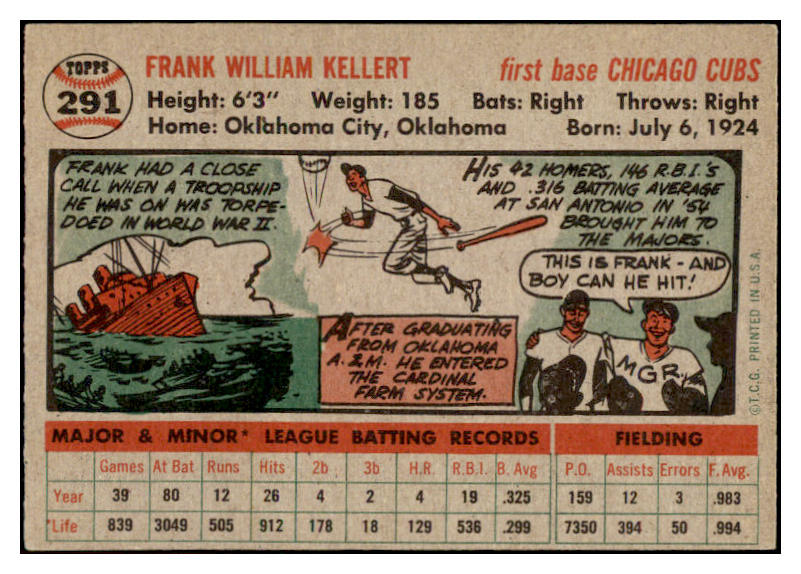 TOPPS
291
FRANK WILLIAM KELLERT first base CHICAGO CUBS
Height: 6'3" Weight: 185 Bats: Right Throws: Right
Home: Oklahoma City, Oklahoma Born: July 6, 1924
FRANK HAD A CLOSE
CALL WHEN A TROOPSHIP
HE WAS ON WAS TORPE-
DOED IN WORLD WAR II.
HIS 42 HOMERS, 146 R.B.I.'S
AND .316 BATTING AVERAGE
AT SAN ANTONIO IN '54
BROUGHT HIM TO
THE MAJORS.
THIS IS FRANK - AND
BOY CAN HE HIT!
AFTER GRADUATING
FROM OKLAHOMA
A. & M. HE ENTERED
THE CARDINAL
FARM SYSTEM.
MGR.
©T.C.G. PRINTED IN U.S.A.
MAJOR & MINOR* LEAGUE BATTING RECORDS FIELDING
Games At Bat Runs Hits 2b 3b H.R. R.B.I. B. Avg P.O. Assists Errors F. Avg.
Year 39 80 12 26 4 2 4 19 .325 159 12 3 .983
*Life 839 3049 505 912 178 18 129 536 .299 7350 394 50 .994